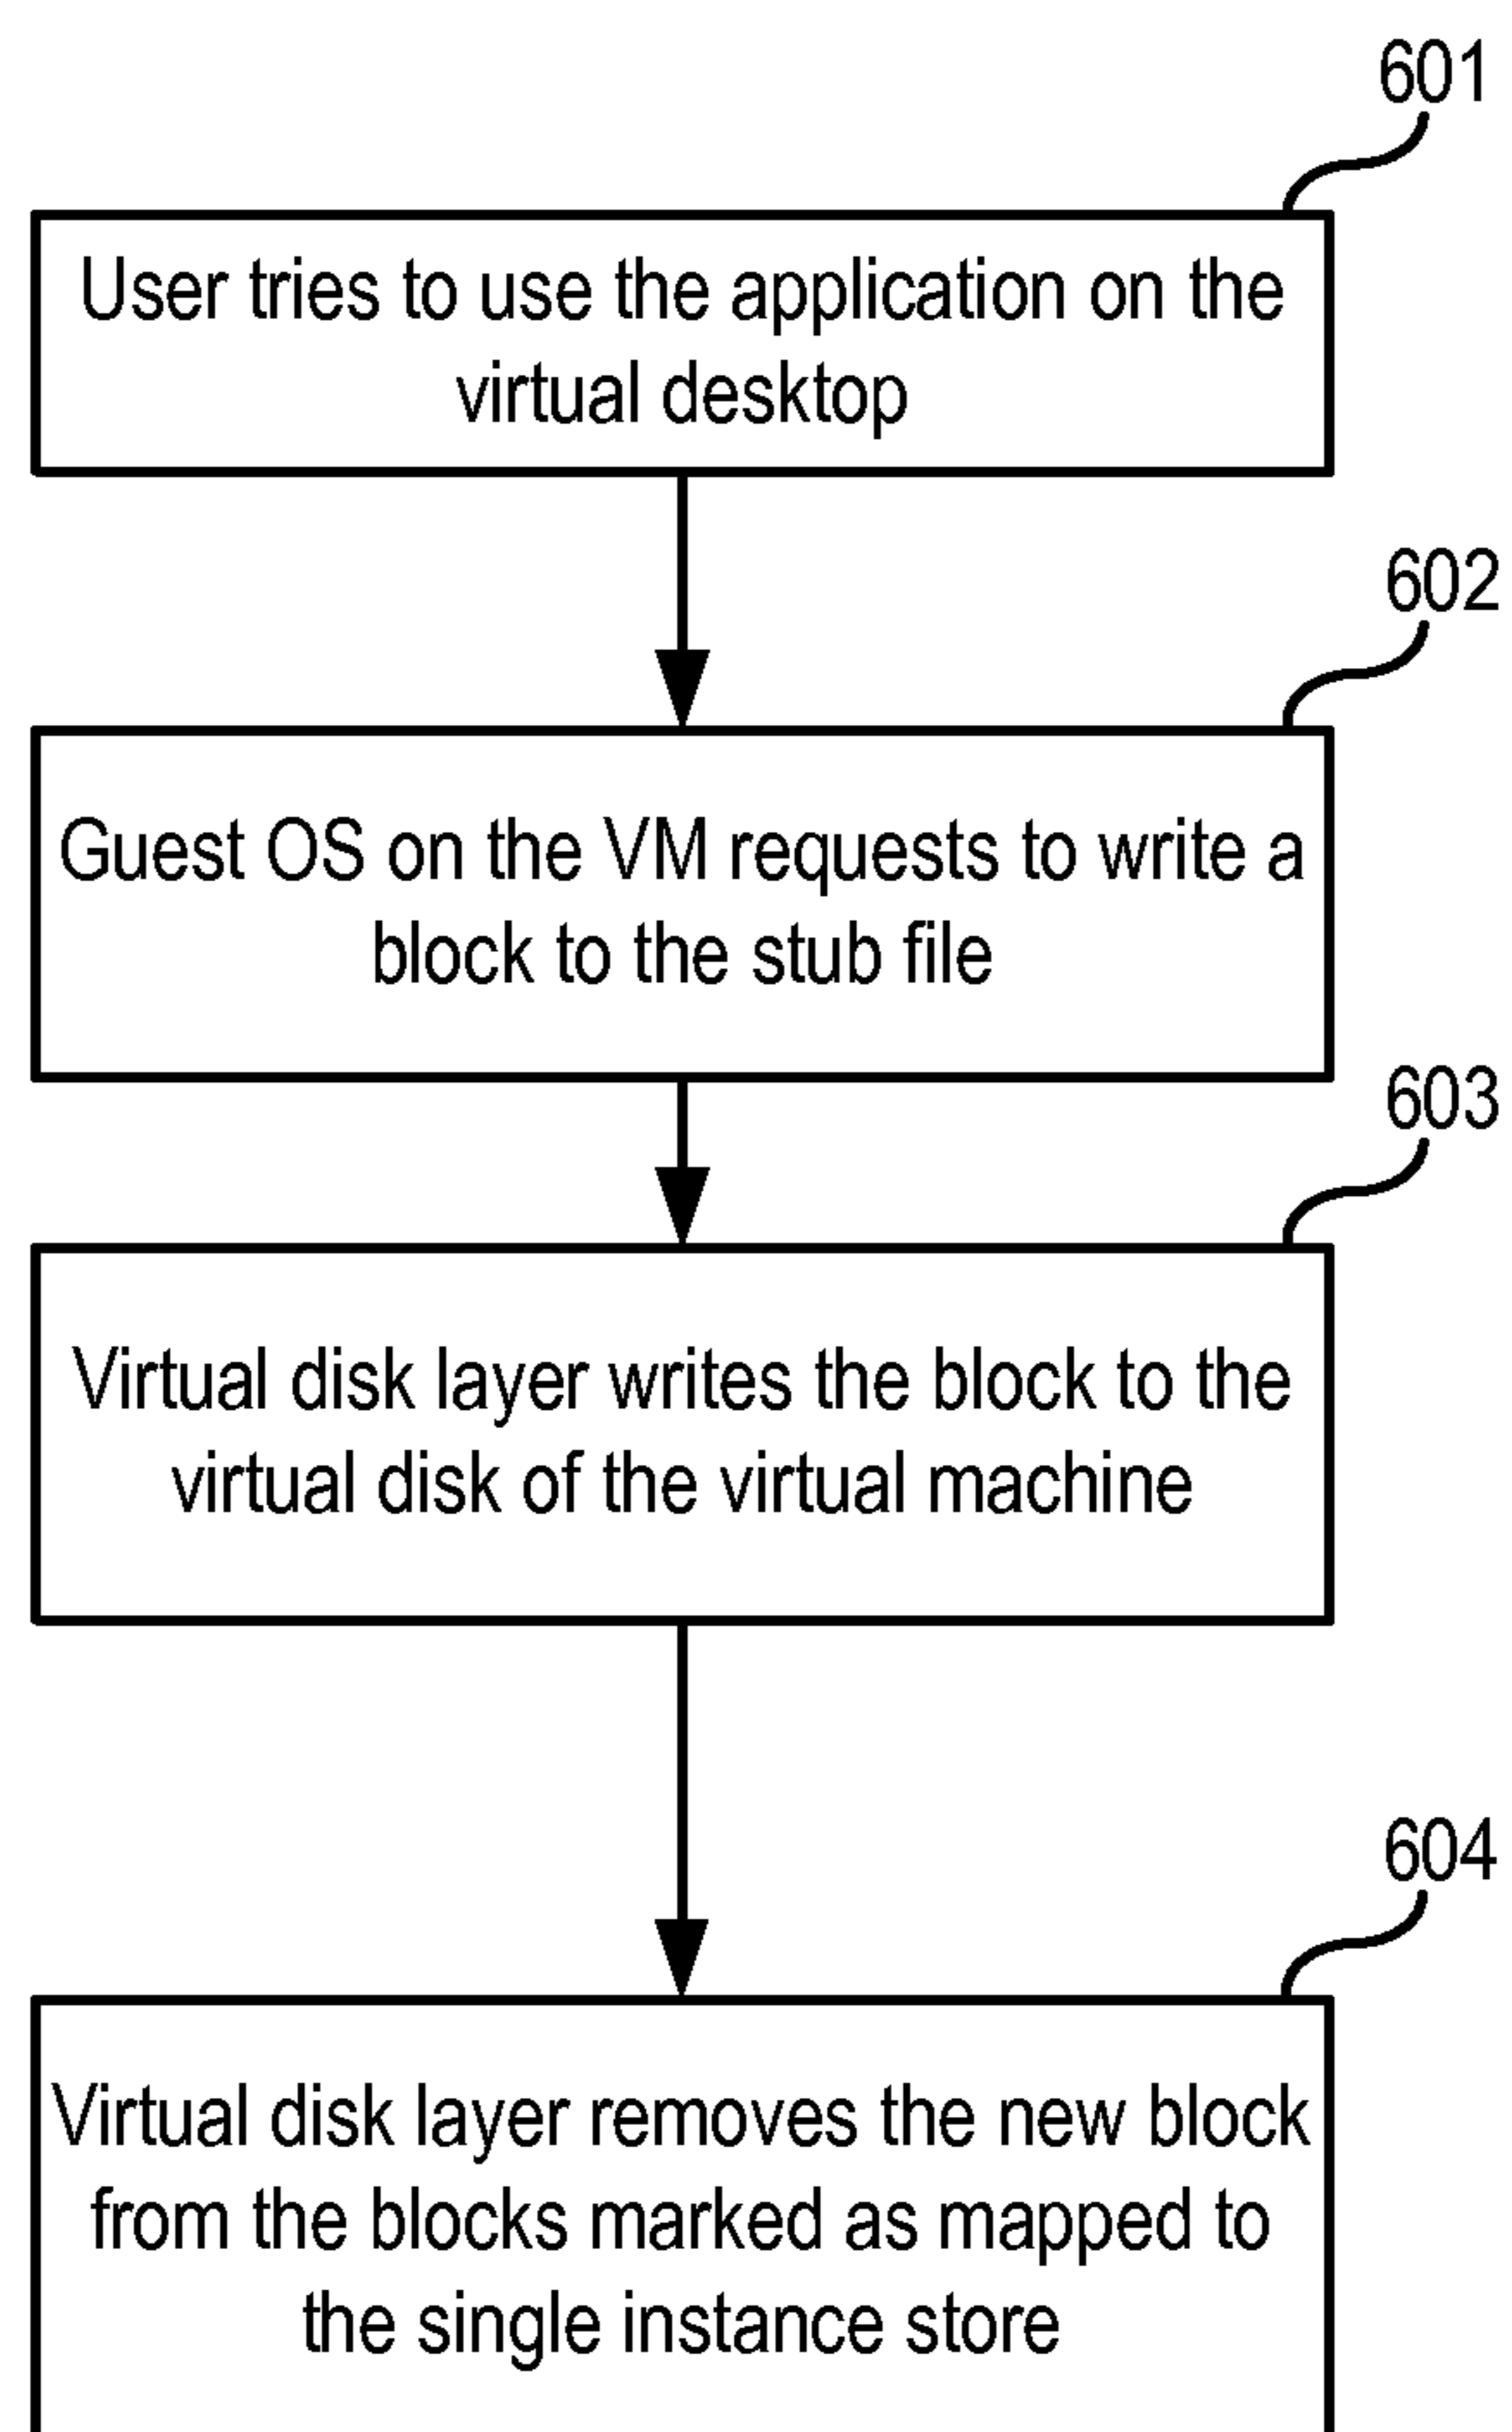 601
User tries to use the application on the
virtual desktop
602
Guest OS on the VM requests to write a
block to the stub file
603
Virtual disk layer writes the block to the
virtual disk of the virtual machine
604
Virtual disk layer removes the new block
from the blocks marked as mapped to
the single instance store